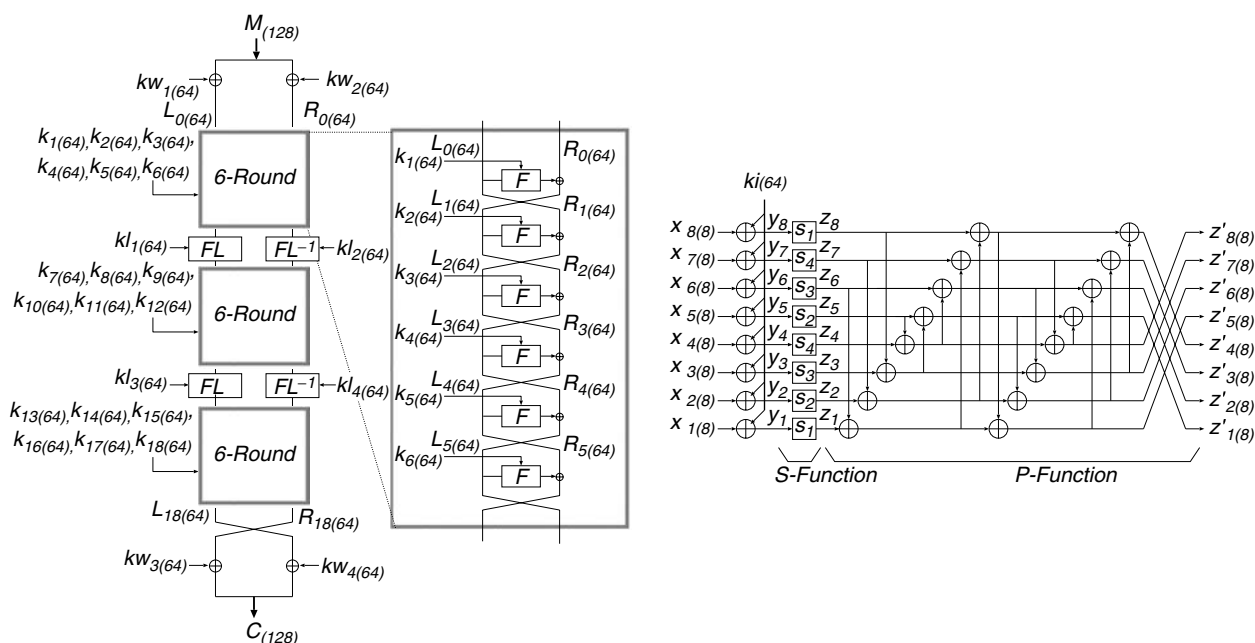 M(128)
kw1(64)
kw2(64)
L0(64)
R0(64)
k1(64),k2(64),k3(64),
k4(64),k5(64),k6(64)
6-Round
kl1(64)
FL
FL−1
kl2(64)
k7(64),k8(64),k9(64),
k10(64),k11(64),k12(64)
6-Round
kl3(64)
FL
FL−1
kl4(64)
k13(64),k14(64),k15(64),
k16(64),k17(64),k18(64)
6-Round
L18(64)
R18(64)
kw3(64)
kw4(64)
C(128)
L0(64)
R0(64)
k1(64)
F
L1(64)
R1(64)
k2(64)
F
L2(64)
R2(64)
k3(64)
F
L3(64)
R3(64)
k4(64)
F
L4(64)
R4(64)
k5(64)
F
L5(64)
R5(64)
k6(64)
F
ki(64)
x 8(8) y8 S1 z8 z'8(8)
x 7(8) y7 S4 z7 z'7(8)
x 6(8) y6 S3 z6 z'6(8)
x 5(8) y5 S2 z5 z'5(8)
x 4(8) y4 S4 z4 z'4(8)
x 3(8) y3 S3 z3 z'3(8)
x 2(8) y2 S2 z2 z'2(8)
x 1(8) y1 S1 z1 z'1(8)
S-Function
P-Function